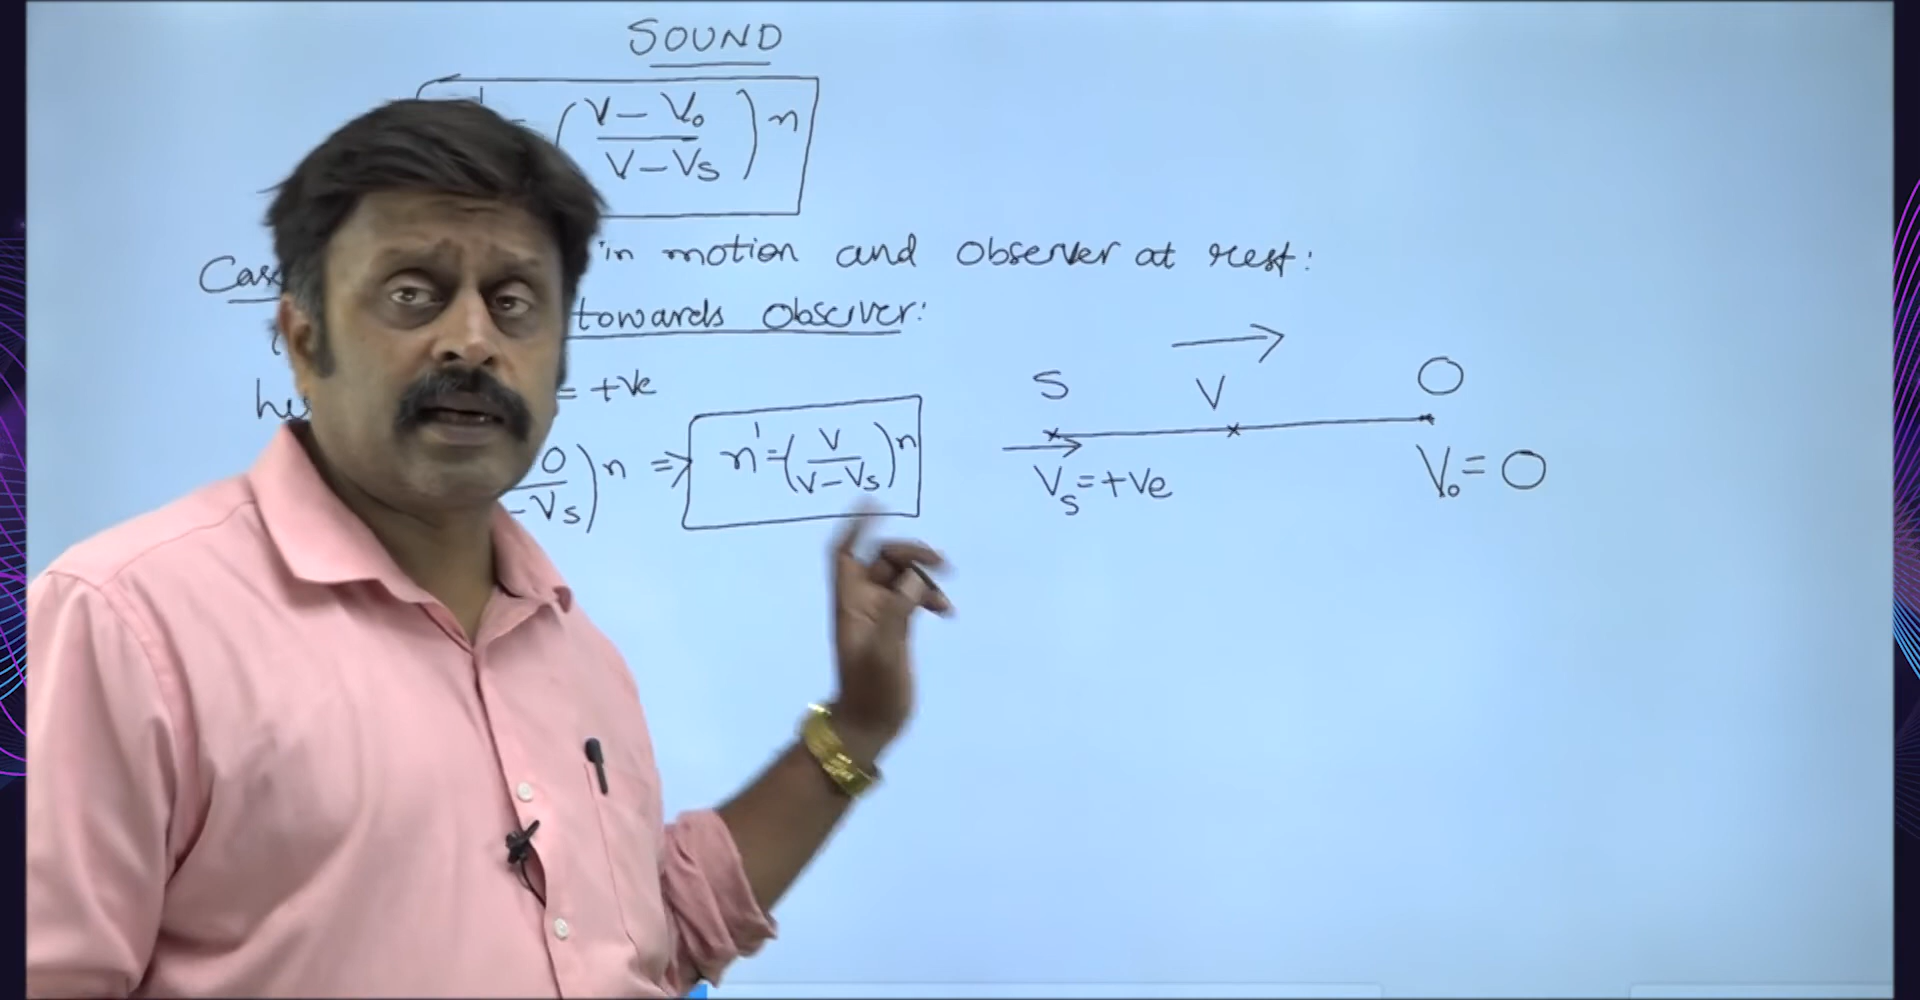 SOUND
(V – V₀ / V – Vs) n
in motion and observer at rest:
towards observer:
= +ve
0 / – Vs) n ⇒ n' = (V / V – Vs) n
S V O
Vs = +ve V₀ = 0